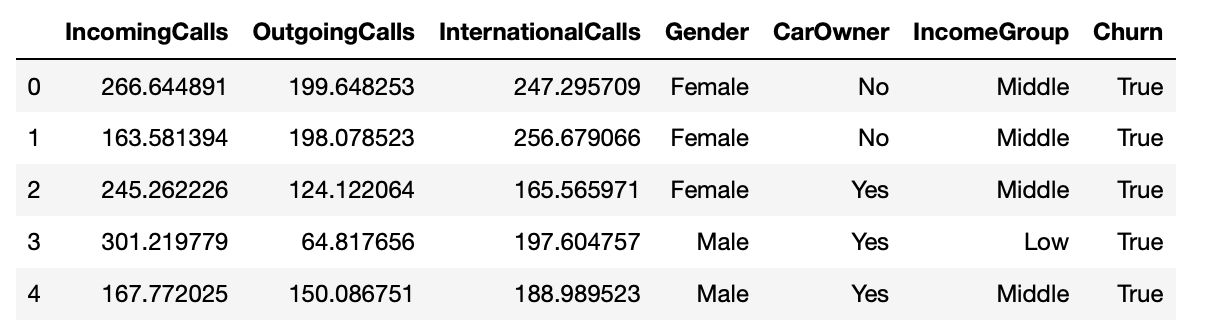 IncomingCalls OutgoingCalls InternationalCalls Gender CarOwner IncomeGroup Churn
0 266.644891 199.648253 247.295709 Female No Middle True
1 163.581394 198.078523 256.679066 Female No Middle True
2 245.262226 124.122064 165.565971 Female Yes Middle True
3 301.219779 64.817656 197.604757 Male Yes Low True
4 167.772025 150.086751 188.989523 Male Yes Middle True